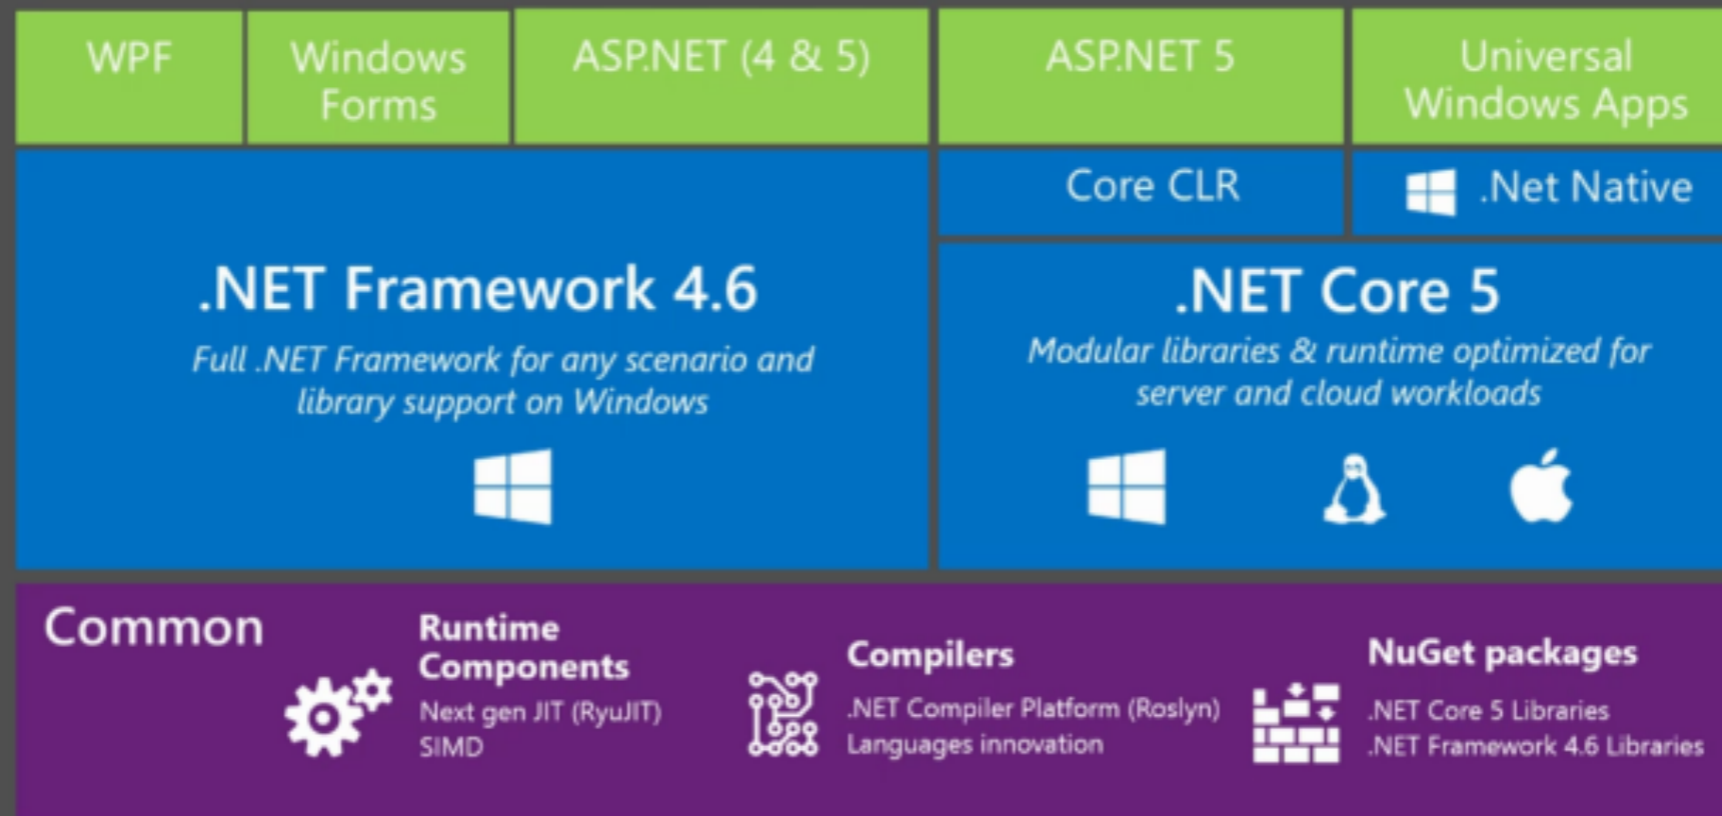 WPF
Windows
Forms
ASP.NET (4 & 5)
ASP.NET 5
Universal
Windows Apps
Core CLR
.Net Native
.NET Framework 4.6
Full .NET Framework for any scenario and
library support on Windows
.NET Core 5
Modular libraries & runtime optimized for
server and cloud workloads
Common
Runtime
Components
Next gen JIT (RyuJIT)
SIMD
Compilers
.NET Compiler Platform (Roslyn)
Languages innovation
NuGet packages
.NET Core 5 Libraries
.NET Framework 4.6 Libraries